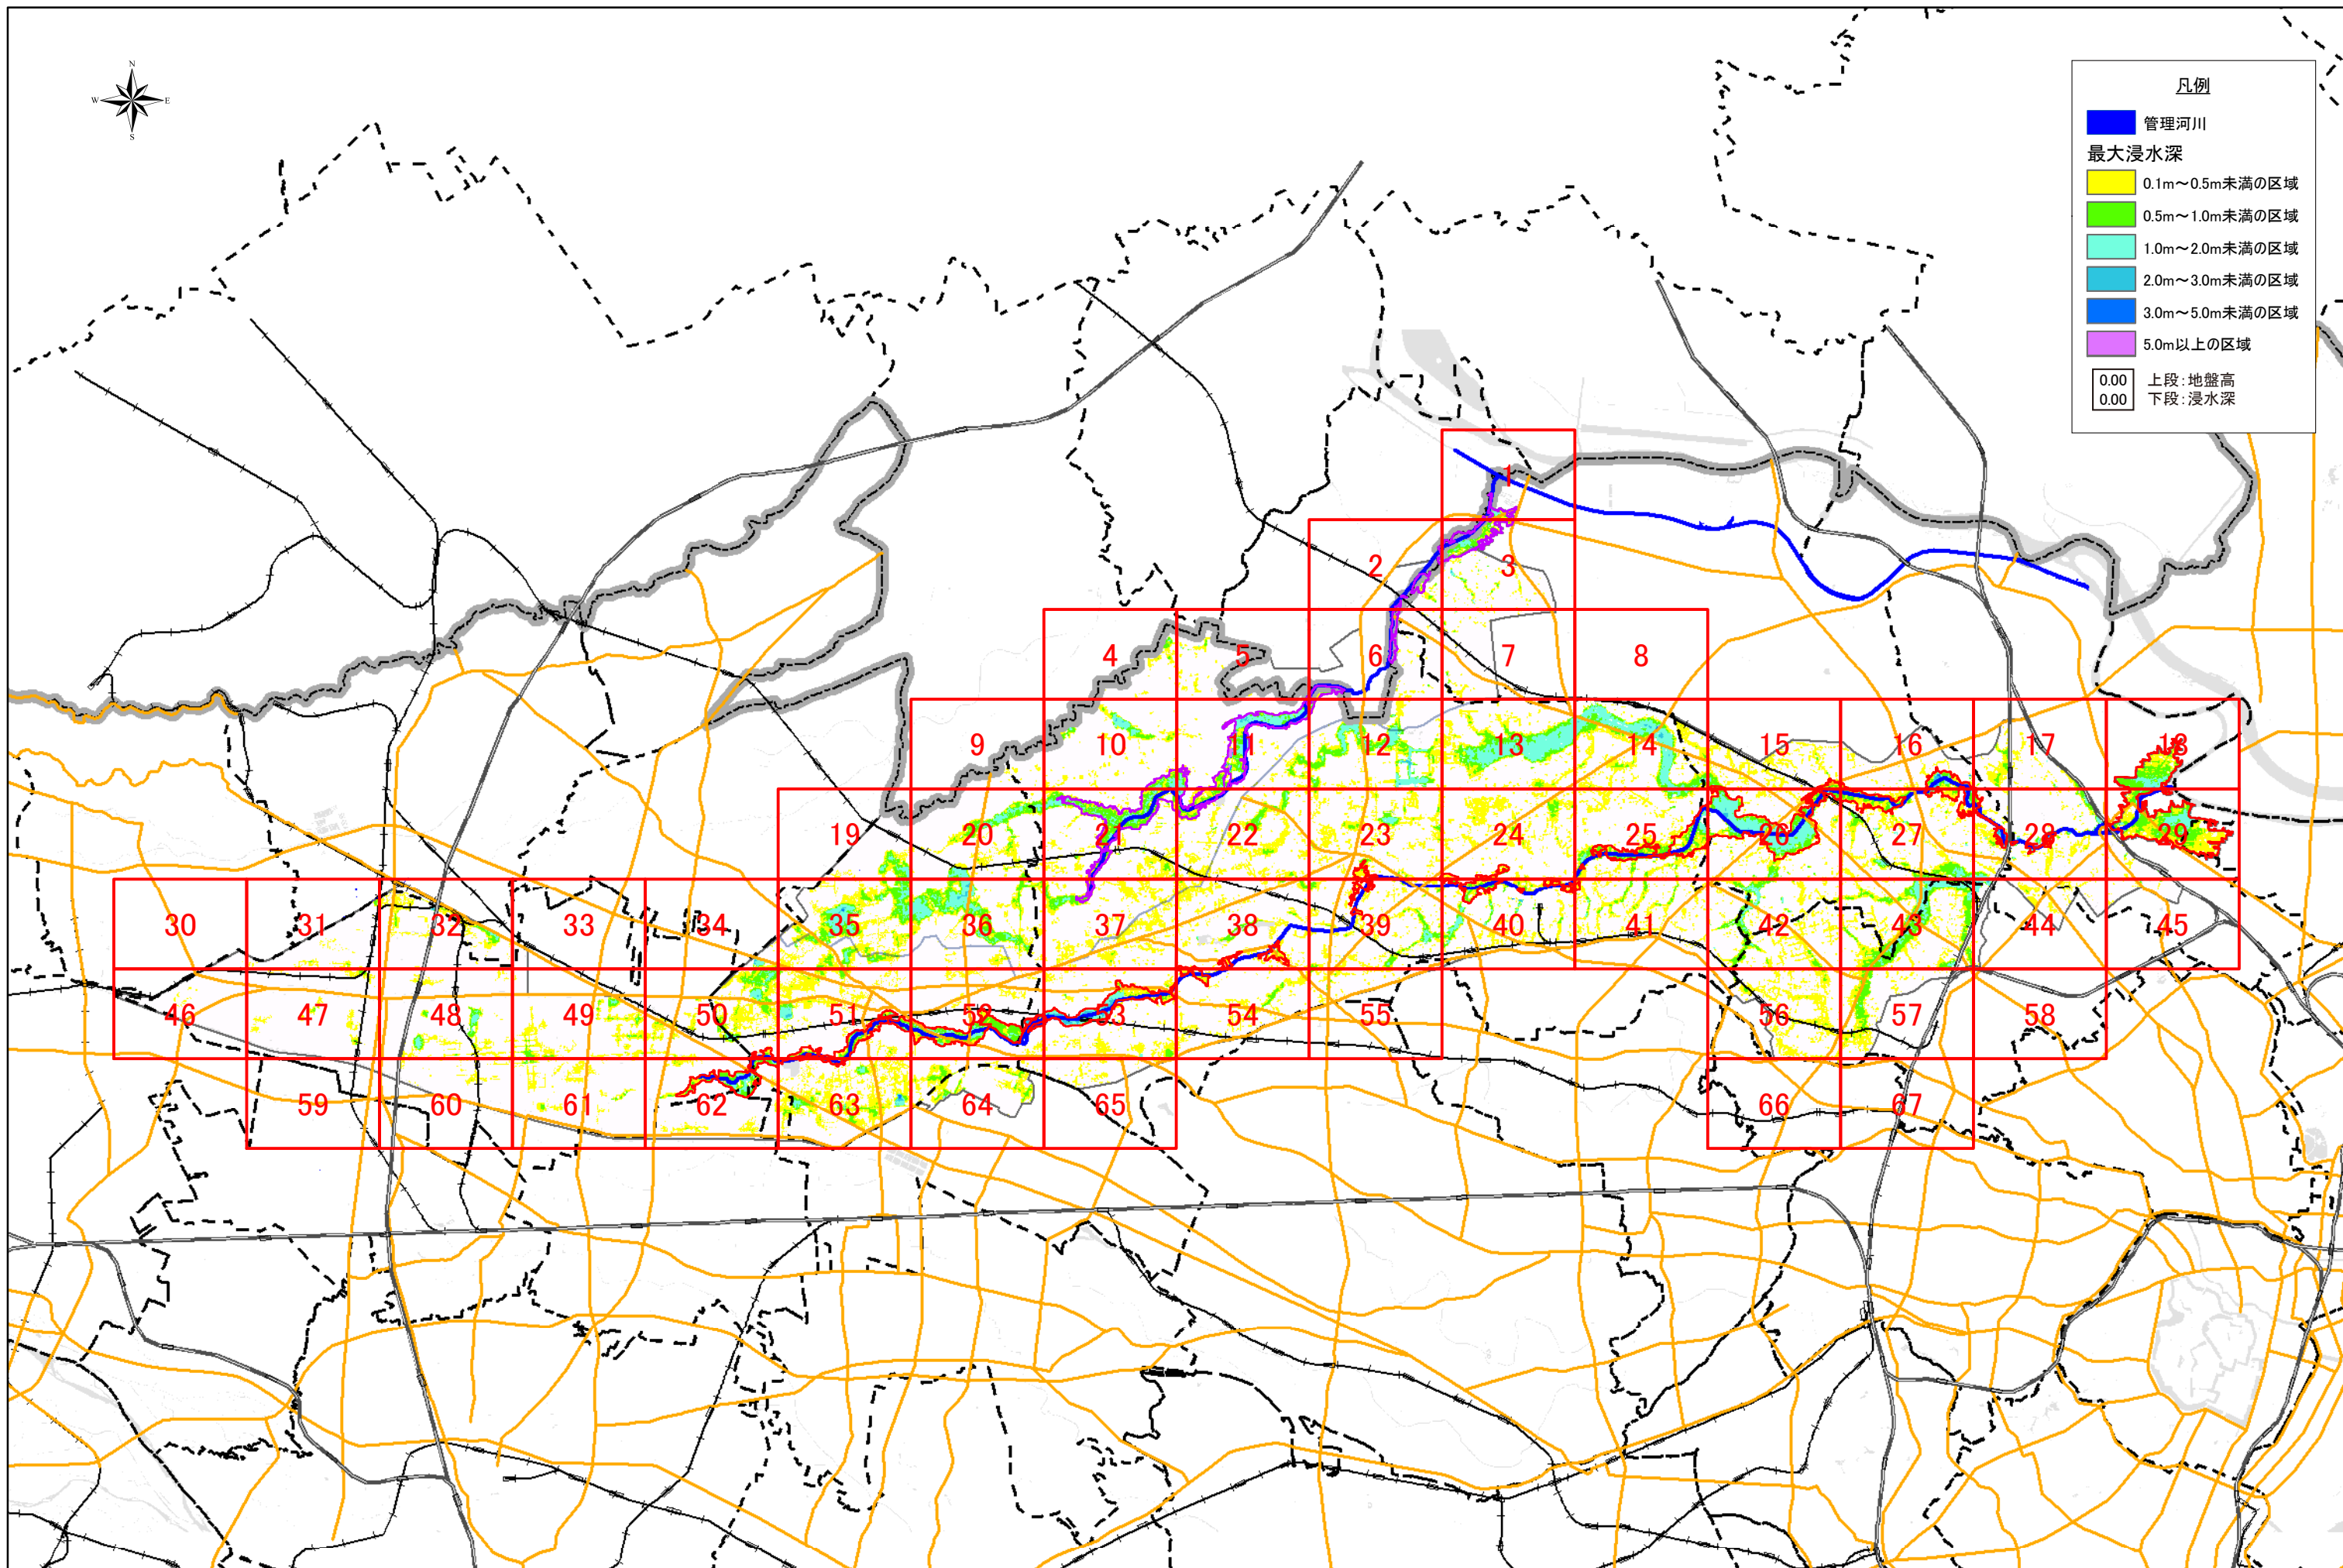 N
W E
S
凡例
管理河川
最大浸水深
0.1m～0.5m未満の区域
0.5m～1.0m未満の区域
1.0m～2.0m未満の区域
2.0m～3.0m未満の区域
3.0m～5.0m未満の区域
5.0m以上の区域
0.00 上段：地盤高
0.00 下段：浸水深
1
2 3
4 5 6 7 8
9 10 11 12 13 14 15 16 17 18
19 20 21 22 23 24 25 26 27 28 29
30 31 32 33 34 35 36 37 38 39 40 41 42 43 44 45
46 47 48 49 50 51 52 53 54 55 56 57 58
59 60 61 62 63 64 65 66 67